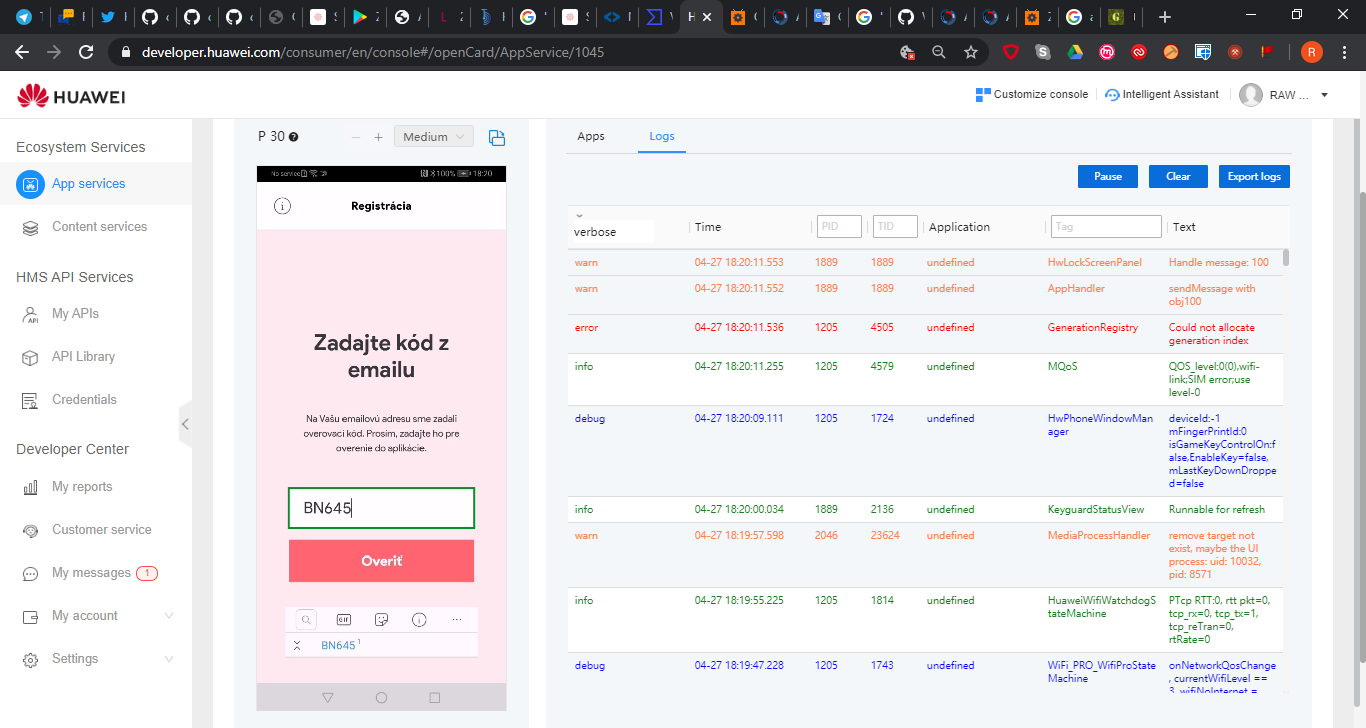 developer.huawei.com/consumer/en/console#/openCard/AppService/1045
R
HUAWEI
Customize console
Intelligent Assistant
RAW ...
Ecosystem Services
App services
Content services
HMS API Services
My APIs
API Library
Credentials
Developer Center
My reports
Customer service
My messages 1
My account
Settings
P 30
Medium
No service 100% 18:20
Registrácia
Zadajte kód z
emailu
Na Vašu emailovú adresu sme zadali
overovaci kód. Prosim, zadajte ho pre
overenie do aplikácie.
BN645
Overiť
GIF
BN645 1
Apps Logs
Pause Clear Export logs
verbose Time PID TID Application Tag Text
warn 04-27 18:20:11.553 1889 1889 undefined HwLockScreenPanel Handle message: 100
warn 04-27 18:20:11.552 1889 1889 undefined AppHandler sendMessage with
obj100
error 04-27 18:20:11.536 1205 4505 undefined GenerationRegistry Could not allocate
generation index
info 04-27 18:20:11.255 1205 4579 undefined MQoS QOS_level:0(0),wifi-
link;SIM error;use
level-0
debug 04-27 18:20:09.111 1205 1724 undefined HwPhoneWindowMan deviceId:-1
ager mFingerPrintId:0
isGameKeyControlOn:f
alse,EnableKey=false,
mLastKeyDownDroppe
d=false
info 04-27 18:20:00.034 1889 2136 undefined KeyguardStatusView Runnable for refresh
warn 04-27 18:19:57.598 2046 23624 undefined MediaProcessHandler remove target not
exist, maybe the UI
process: uid: 10032,
pid: 8571
info 04-27 18:19:55.225 1205 1814 undefined HuaweiWifiWatchdogS PTcp RTT:0, rtt pkt=0,
tateMachine tcp_rx=0, tcp_tx=1,
tcp_reTran=0,
rtRate=0
debug 04-27 18:19:47.228 1205 1743 undefined WiFi_PRO_WifiProState onNetworkQosChange
Machine , currentWifiLevel ==
3, wifiNoInternet =